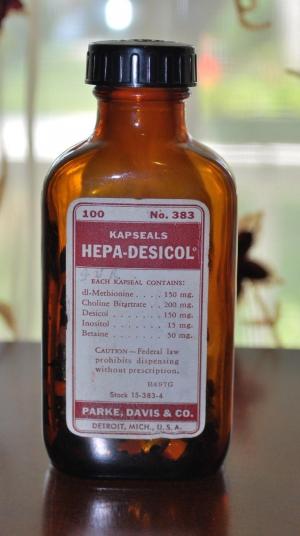 100 No. 383
KAPSEALS
HEPA-DESICOL®
EACH KAPSEAL CONTAINS:
dl-Methionine . . . . 150 mg.
Choline Bitartrate . . 200 mg.
Desicol . . . . . . . 150 mg.
Inositol . . . . . . . 15 mg.
Betaine . . . . . . . 50 mg.
CAUTION—Federal law
prohibits dispensing
without prescription.
Stock 15-383-4
PARKE, DAVIS & CO.
DETROIT, MICH., U. S. A.